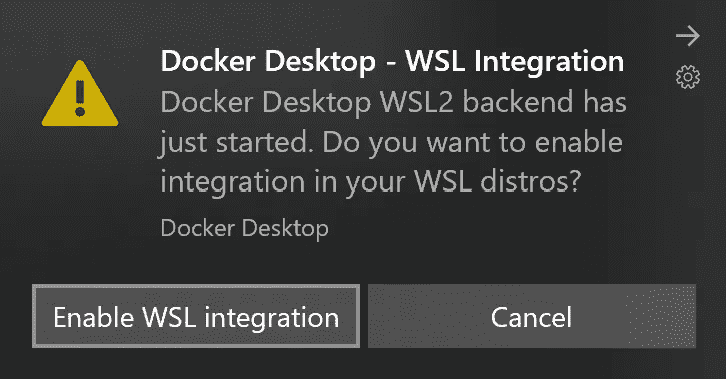 Docker Desktop - WSL Integration
Docker Desktop WSL2 backend has
just started. Do you want to enable
integration in your WSL distros?
Docker Desktop
Enable WSL integration
Cancel